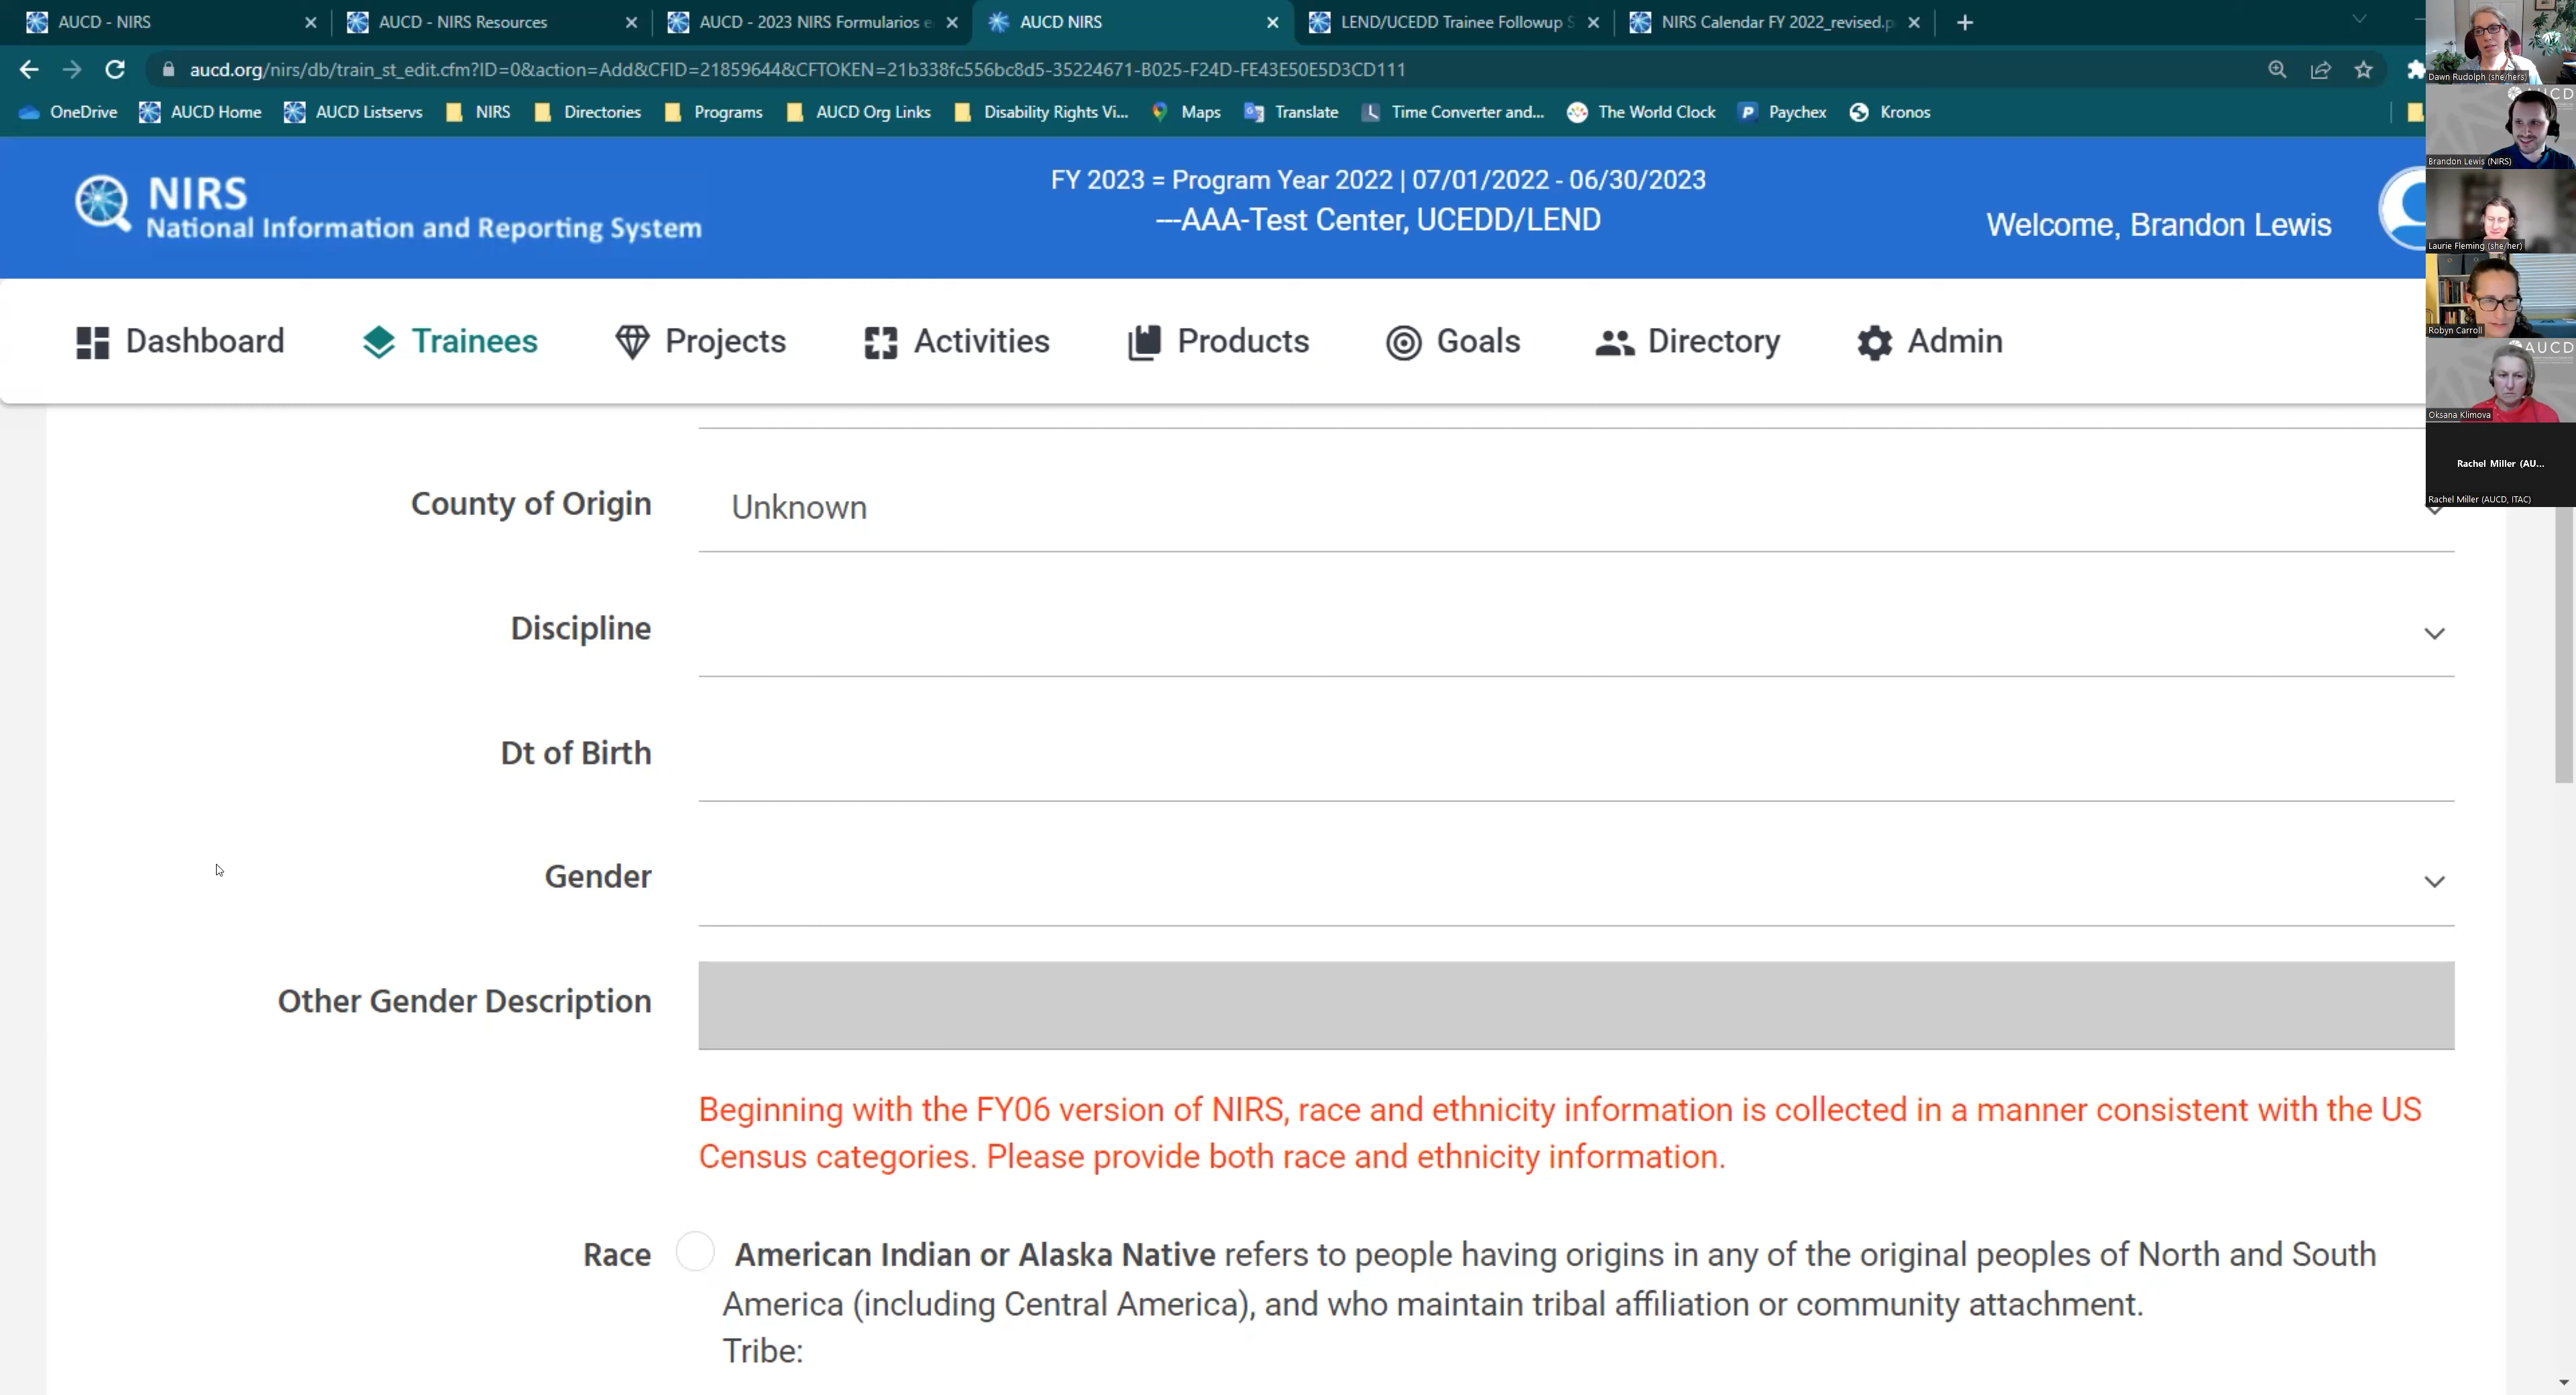 AUCD - NIRS
AUCD - NIRS Resources
AUCD - 2023 NIRS Formularios e
AUCD NIRS
LEND/UCEDD Trainee Followup S
NIRS Calendar FY 2022_revised.p
aucd.org/nirs/db/train_st_edit.cfm?ID=0&action=Add&CFID=21859644&CFTOKEN=21b338fc556bc8d5-35224671-B025-F24D-FE43E50E5D3CD111
OneDrive
AUCD Home
AUCD Listservs
NIRS
Directories
Programs
AUCD Org Links
Disability Rights Vi...
Maps
Translate
Time Converter and...
The World Clock
Paychex
Kronos
NIRS
National Information and Reporting System
FY 2023 = Program Year 2022 | 07/01/2022 - 06/30/2023
---AAA-Test Center, UCEDD/LEND
Welcome, Brandon Lewis
Dashboard
Trainees
Projects
Activities
Products
Goals
Directory
Admin
County of Origin
Unknown
Discipline
Dt of Birth
Gender
Other Gender Description
Beginning with the FY06 version of NIRS, race and ethnicity information is collected in a manner consistent with the US
Census categories. Please provide both race and ethnicity information.
Race
American Indian or Alaska Native refers to people having origins in any of the original peoples of North and South
America (including Central America), and who maintain tribal affiliation or community attachment.
Tribe:
Dawn Rudolph (she/hers)
AUCD
Brandon Lewis (NIRS)
Laurie Fleming (she/her)
Robyn Carroll
AUCD
Oksana Klimova
Rachel Miller (AU...
Rachel Miller (AUCD, ITAC)